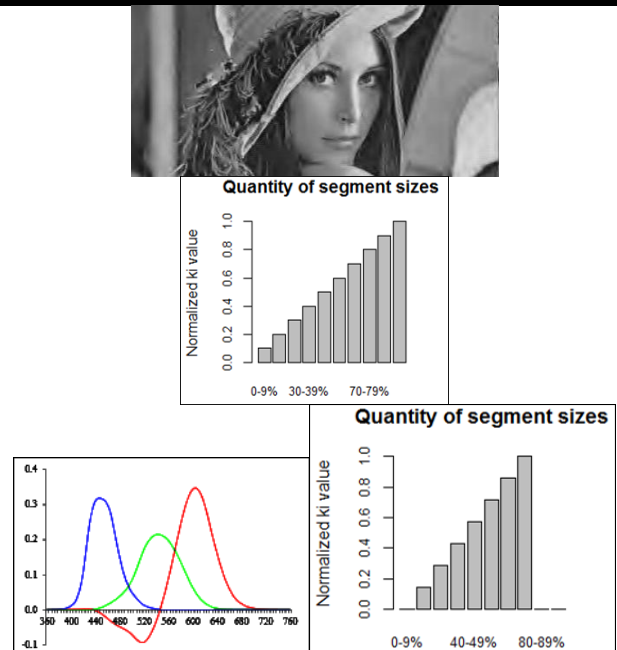 Quantity of segment sizes
Normalized ki value
1.0
0.8
0.6
0.4
0.2
0.0
0-9% 30-39% 70-79%
Quantity of segment sizes
Normalized ki value
1.0
0.8
0.6
0.4
0.2
0.0
0-9% 40-49% 80-89%
0.4
0.3
0.2
0.1
0.0
-0.1
360 400 440 480 520 560 600 640 680 720 760